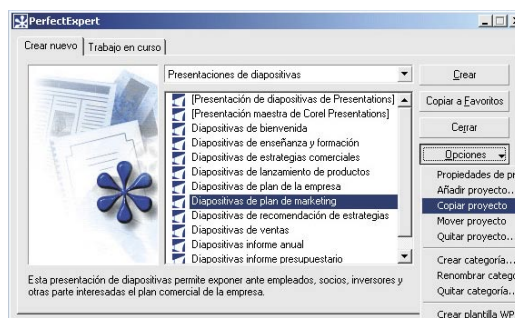 PerfectExpert
Crear nuevo
Trabajo en curso
Presentaciones de diapositivas
[Presentación de diapositivas de Presentations]
[Presentación maestra de Corel Presentations]
Diapositivas de bienvenida
Diapositivas de enseñanza y formación
Diapositivas de estrategias comerciales
Diapositivas de lanzamiento de productos
Diapositivas de plan de la empresa
Diapositivas de plan de marketing
Diapositivas de recomendación de estrategias
Diapositivas de ventas
Diapositivas informe anual
Diapositivas informe presupuestario
Crear
Copiar a Favoritos
Cerrar
Opciones
Propiedades de pr
Añadir proyecto...
Copiar proyecto
Mover proyecto
Quitar proyecto...
Crear categoría...
Renombrar catego
Quitar categoría...
Crear plantilla WP
Esta presentación de diapositivas permite exponer ante empleados, socios, inversores y
otras parte interesadas el plan comercial de la empresa.